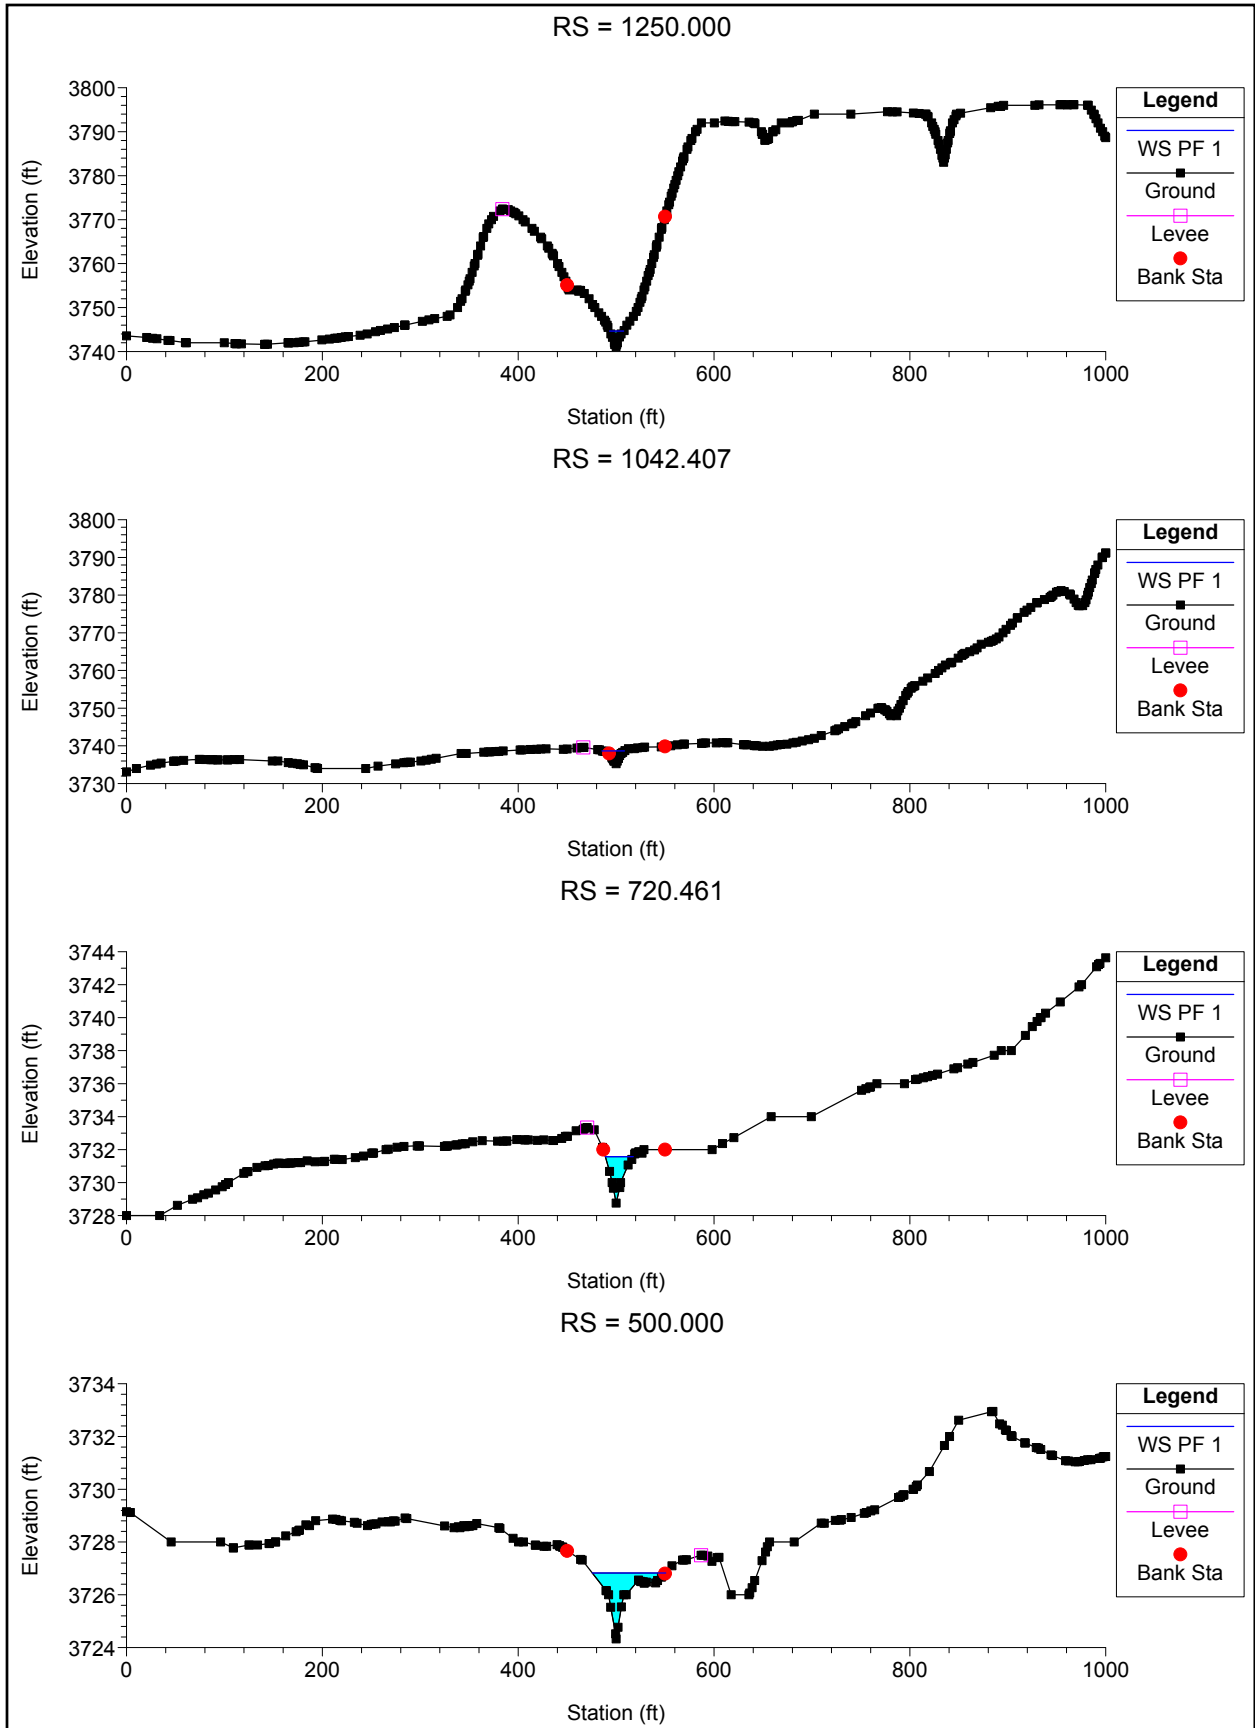 RS = 1250.000
Elevation (ft)
3800
3790
3780
3770
3760
3750
3740
0 200 400 600 800 1000
Station (ft)
Legend
WS PF 1
Ground
Levee
Bank Sta
RS = 1042.407
Elevation (ft)
3800
3790
3780
3770
3760
3750
3740
3730
0 200 400 600 800 1000
Station (ft)
Legend
WS PF 1
Ground
Levee
Bank Sta
RS = 720.461
Elevation (ft)
3744
3742
3740
3738
3736
3734
3732
3730
3728
0 200 400 600 800 1000
Station (ft)
Legend
WS PF 1
Ground
Levee
Bank Sta
RS = 500.000
Elevation (ft)
3734
3732
3730
3728
3726
3724
0 200 400 600 800 1000
Station (ft)
Legend
WS PF 1
Ground
Levee
Bank Sta